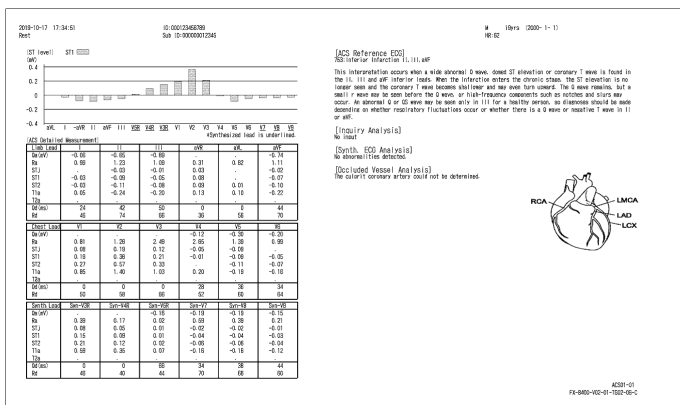 2019-10-17 17:34:51
Rest
ID:000123456789
Sub ID:000000012345
M 19yrs (2000- 1- 1)
HR:62
(ST level) ST1
(mV)
0.4
0.2
0
-0.2
-0.4
aVL I -aVR II aVF III V5R V4R V3R V1 V2 V3 V4 V5 V6 V7 V8 V9
*Synthesized lead is underlined.
[ACS Detailed Measurement]
Limb Lead I II III aVR aVL aVF
Qa(mV) -0.06 -0.85 -0.89 . . -0.74
Ra 0.98 1.23 1.09 0.31 0.82 1.11
STJ . -0.03 -0.01 0.03 . -0.02
ST1 -0.03 -0.09 -0.05 0.08 . -0.07
ST2 -0.03 -0.11 -0.08 0.09 0.01 -0.10
T1a 0.05 -0.24 -0.20 0.13 0.10 -0.22
T2a . . . . . .
Qd(ms) 24 42 50 0 0 44
Rd 46 74 66 36 56 70
Chest Lead V1 V2 V3 V4 V5 V6
Qa(mV) . . . -0.12 -0.30 -0.20
Ra 0.81 1.26 2.49 2.65 1.39 0.99
STJ 0.08 0.19 0.12 -0.05 -0.09 .
ST1 0.19 0.38 0.21 -0.01 -0.09 -0.05
ST2 0.27 0.57 0.33 . -0.11 -0.07
T1a 0.85 1.40 1.03 0.20 -0.19 -0.16
T2a . . . . . .
Qd(ms) 0 0 0 28 36 34
Rd 50 58 66 52 60 64
Synth. Lead Syn-V3R Syn-V4R Syn-V5R Syn-V7 Syn-V8 Syn-V9
Qa(mV) . . -0.16 -0.19 -0.19 -0.15
Ra 0.39 0.17 0.02 0.59 0.39 0.21
STJ 0.08 0.05 0.01 -0.02 -0.02 -0.01
ST1 0.15 0.09 0.01 -0.04 -0.04 -0.03
ST2 0.21 0.12 0.02 -0.06 -0.06 -0.04
T1a 0.59 0.35 0.07 -0.16 -0.16 -0.12
T2a . . . . . .
Qd(ms) 0 0 66 34 34 44
Rd 46 40 44 70 68 60
[ACS Reference ECG]
753:Inferior Infarction II,III,aVF
This interpretation occurs when a wide abnormal Q wave, domed ST elevation or coronary T wave is found in
the II, III and aVF inferior leads. When the infarction enters the chronic stage, the ST elevation is no
longer seen and the coronary T wave becomes shallower and may even turn upward. The Q wave remains, but a
small r wave may be seen before the Q wave, or high-frequency components such as notches and slurs may
occur. An abnormal Q or QS wave may be seen only in III for a healthy person, so diagnoses should be made
depending on whether respiratory fluctuations occur or whether there is a Q wave or negative T wave in II
or aVF.
[Inquiry Analysis]
No input
[Synth. ECG Analysis]
No abnormalities detected.
[Occluded Vessel Analysis]
The culprit coronary artery could not be determined.
RCA
LMCA
LAD
LCX
ACS01-01
FX-8400-V02-01-TG02-06-C